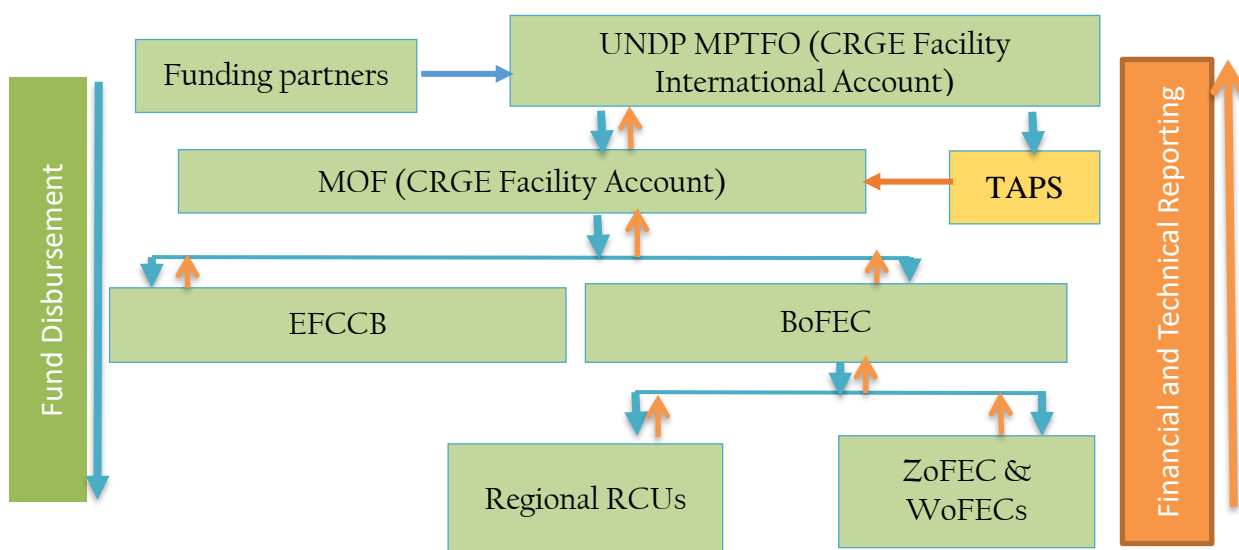 UNDP MPTFO (CRGE Facility
International Account)
Funding partners
MOF (CRGE Facility Account)
TAPS
EFCCB
BoFEC
Regional RCUs
ZoFEC &
WoFECs
Fund Disbursement
Financial and Technical Reporting